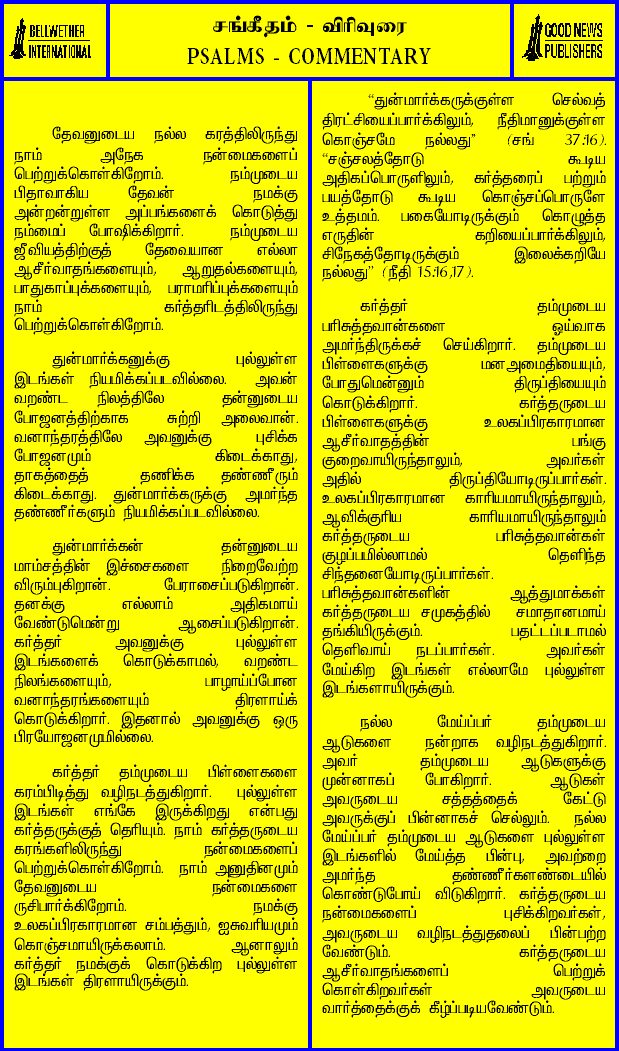 BELLWETHER
INTERNATIONAL
சங்கீதம் - விரிவுரை
PSALMS - COMMENTARY
GOOD NEWS
PUBLISHERS
தேவனுடைய நல்ல கரத்திலிருந்து
நாம் அநேக நன்மைகளைப்
பெற்றுக்கொள்கிறோம். நம்முடைய
பிதாவாகிய தேவன் நமக்கு
அன்றன்றுள்ள அப்பங்களைக் கொடுத்து
நம்மைப் போஷிக்கிறார். நம்முடைய
ஜீவியத்திற்குத் தேவையான எல்லா
ஆசீர்வாதங்களையும், ஆறுதல்களையும்,
பாதுகாப்புக்களையும், பராமரிப்புக்களையும்
நாம் கர்த்தரிடத்திலிருந்து
பெற்றுக்கொள்கிறோம்.
துன்மார்க்கனுக்கு புல்லுள்ள
இடங்கள் நியமிக்கப்படவில்லை. அவன்
வறண்ட நிலத்திலே தன்னுடைய
போஜனத்திற்காக சுற்றி அலைவான்.
வனாந்தரத்திலே அவனுக்கு புசிக்க
போஜனமும் கிடைக்காது,
தாகத்தைத் தணிக்க தண்ணீரும்
கிடைக்காது. துன்மார்க்கருக்கு அமர்ந்த
தண்ணீர்களும் நியமிக்கப்படவில்லை.
துன்மார்க்கன் தன்னுடைய
மாம்சத்தின் இச்சைகளை நிறைவேற்ற
விரும்புகிறான். பேராசைப்படுகிறான்.
தனக்கு எல்லாம் அதிகமாய்
வேண்டுமென்று ஆசைப்படுகிறான்.
கர்த்தர் அவனுக்கு புல்லுள்ள
இடங்களைக் கொடுக்காமல், வறண்ட
நிலங்களையும், பாழாய்ப்போன
வனாந்தரங்களையும் திரளாய்க்
கொடுக்கிறார். இதனால் அவனுக்கு ஒரு
பிரயோஜனமுமில்லை.
கர்த்தர் தம்முடைய பிள்ளைகளை
கரம்பிடித்து வழிநடத்துகிறார். புல்லுள்ள
இடங்கள் எங்கே இருக்கிறது என்பது
கர்த்தருக்குத் தெரியும். நாம் கர்த்தருடைய
கரங்களிலிருந்து நன்மைகளைப்
பெற்றுக்கொள்கிறோம். நாம் அனுதினமும்
தேவனுடைய நன்மைகளை
ருசிபார்க்கிறோம். நமக்கு
உலகப்பிரகாரமான சம்பத்தும், ஐசுவரியமும்
கொஞ்சமாயிருக்கலாம். ஆனாலும்
கர்த்தர் நமக்குக் கொடுக்கிற புல்லுள்ள
இடங்கள் திரளாயிருக்கும்.
“துன்மார்க்கருக்குள்ள செல்வத்
திரட்சியைப்பார்க்கிலும், நீதிமானுக்குள்ள
கொஞ்சமே நல்லது” (சங் 37:16).
“சஞ்சலத்தோடு கூடிய
அதிகப்பொருளிலும், கர்த்தரைப் பற்றும்
பயத்தோடு கூடிய கொஞ்சப்பொருளே
உத்தமம். பகையோடிருக்கும் கொழுத்த
எருதின் கறியைப்பார்க்கிலும்,
சிநேகத்தோடிருக்கும் இலைக்கறியே
நல்லது” (நீதி 15:16,17).
கர்த்தர் தம்முடைய
பரிசுத்தவான்களை ஓய்வாக
அமர்ந்திருக்கச் செய்கிறார். தம்முடைய
பிள்ளைகளுக்கு மனஅமைதியையும்,
போதுமென்னும் திருப்தியையும்
கொடுக்கிறார். கர்த்தருடைய
பிள்ளைகளுக்கு உலகப்பிரகாரமான
ஆசீர்வாதத்தின் பங்கு
குறைவாயிருந்தாலும், அவர்கள்
அதில் திருப்தியோடிருப்பார்கள்.
உலகப்பிரகாரமான காரியமாயிருந்தாலும்,
ஆவிக்குரிய காரியமாயிருந்தாலும்
கர்த்தருடைய பரிசுத்தவான்கள்
குழப்பமில்லாமல் தெளிந்த
சிந்தனையோடிருப்பார்கள்.
பரிசுத்தவான்களின் ஆத்துமாக்கள்
கர்த்தருடைய சமுகத்தில் சமாதானமாய்
தங்கியிருக்கும். பதட்டப்படாமல்
தெளிவாய் நடப்பார்கள். அவர்கள்
மேய்கிற இடங்கள் எல்லாமே புல்லுள்ள
இடங்களாயிருக்கும்.
நல்ல மேய்ப்பர் தம்முடைய
ஆடுகளை நன்றாக வழிநடத்துகிறார்.
அவர் தம்முடைய ஆடுகளுக்கு
முன்னாகப் போகிறார். ஆடுகள்
அவருடைய சத்தத்தைக் கேட்டு
அவருக்குப் பின்னாகச் செல்லும். நல்ல
மேய்ப்பர் தம்முடைய ஆடுகளை புல்லுள்ள
இடங்களில் மேய்த்த பின்பு, அவற்றை
அமர்ந்த தண்ணீர்களண்டையில்
கொண்டுபோய் விடுகிறார். கர்த்தருடைய
நன்மைகளைப் புசிக்கிறவர்கள்,
அவருடைய வழிநடத்துதலைப் பின்பற்ற
வேண்டும். கர்த்தருடைய
ஆசீர்வாதங்களைப் பெற்றுக்
கொள்கிறவர்கள் அவருடைய
வார்த்தைக்குக் கீழ்ப்படியவேண்டும்.